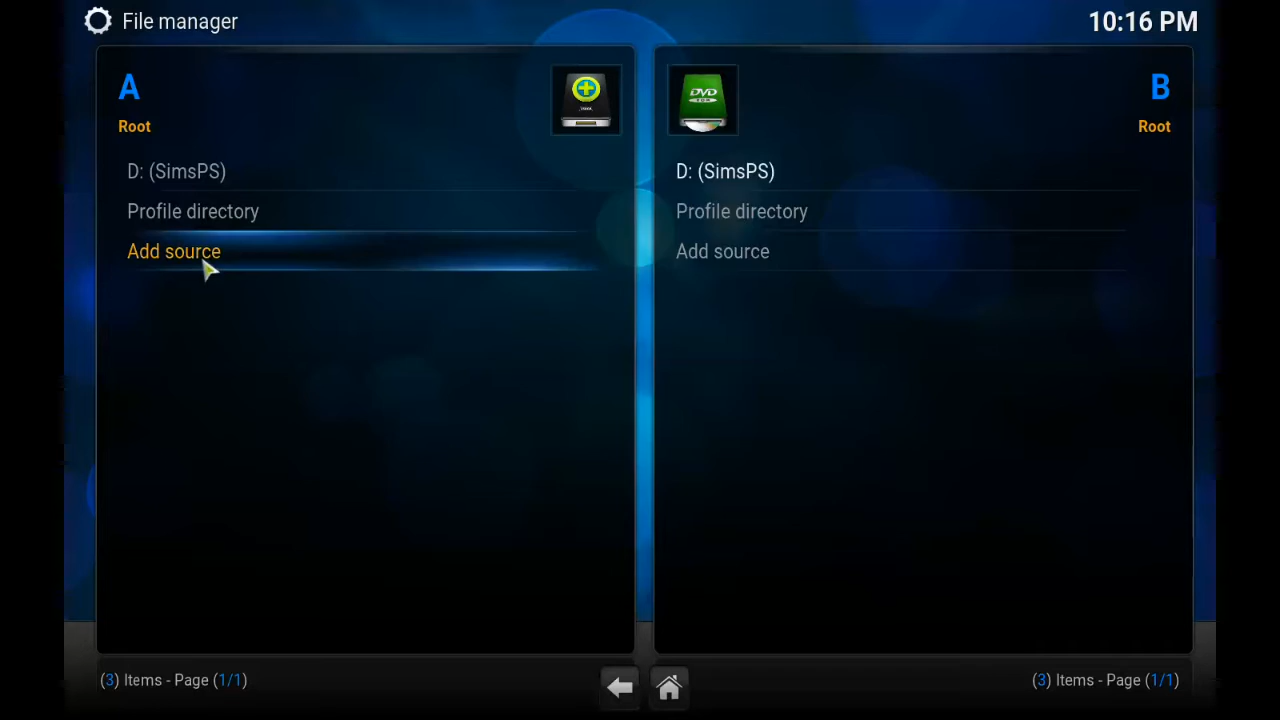 File manager
10:16 PM
A
Root
D: (SimsPS)
Profile directory
Add source
(3) Items - Page (1/1)
DVD
B
Root
D: (SimsPS)
Profile directory
Add source
(3) Items - Page (1/1)